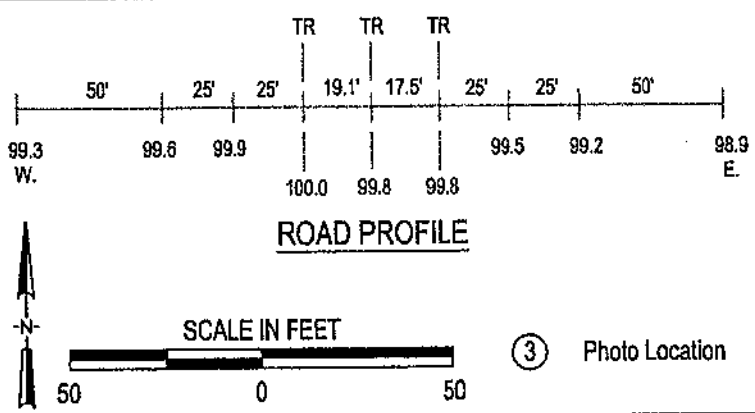 TR TR TR
50' 25' 25' 19.1' 17.5' 25' 25' 50'
99.3 99.6 99.9 99.5 99.2 98.9
W. E.
100.0 99.8 99.8
ROAD PROFILE
-N-
SCALE IN FEET
3 Photo Location
50 0 50